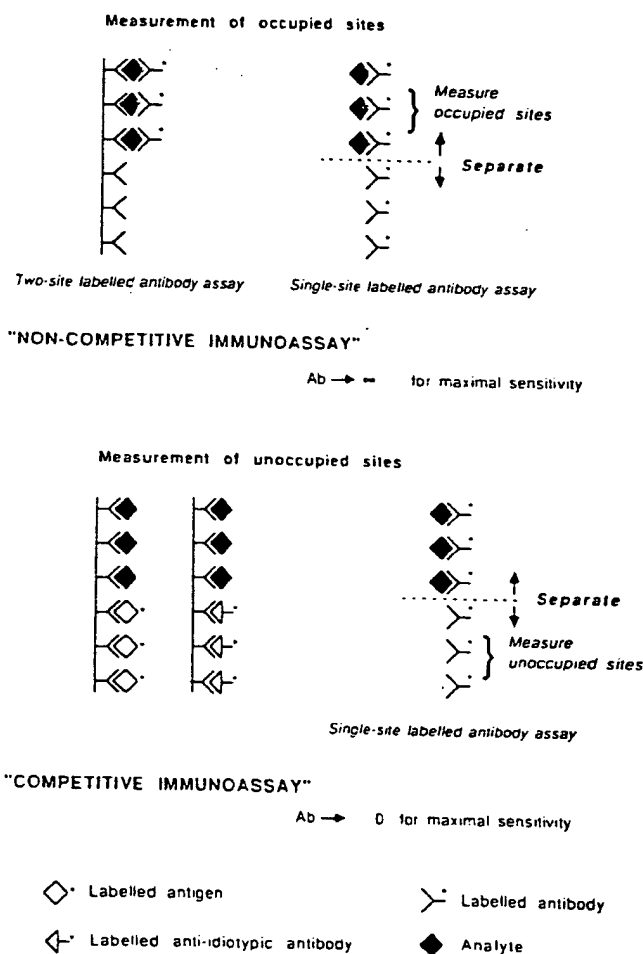 Measurement of occupied sites
Measure
occupied sites
Separate
Two-site labelled antibody assay
Single-site labelled antibody assay
"NON-COMPETITIVE IMMUNOASSAY"
Ab → ∞ for maximal sensitivity
Measurement of unoccupied sites
Separate
Measure
unoccupied sites
Single-site labelled antibody assay
"COMPETITIVE IMMUNOASSAY"
Ab → 0 for maximal sensitivity
Labelled antigen
Labelled antibody
Labelled anti-idiotypic antibody
Analyte